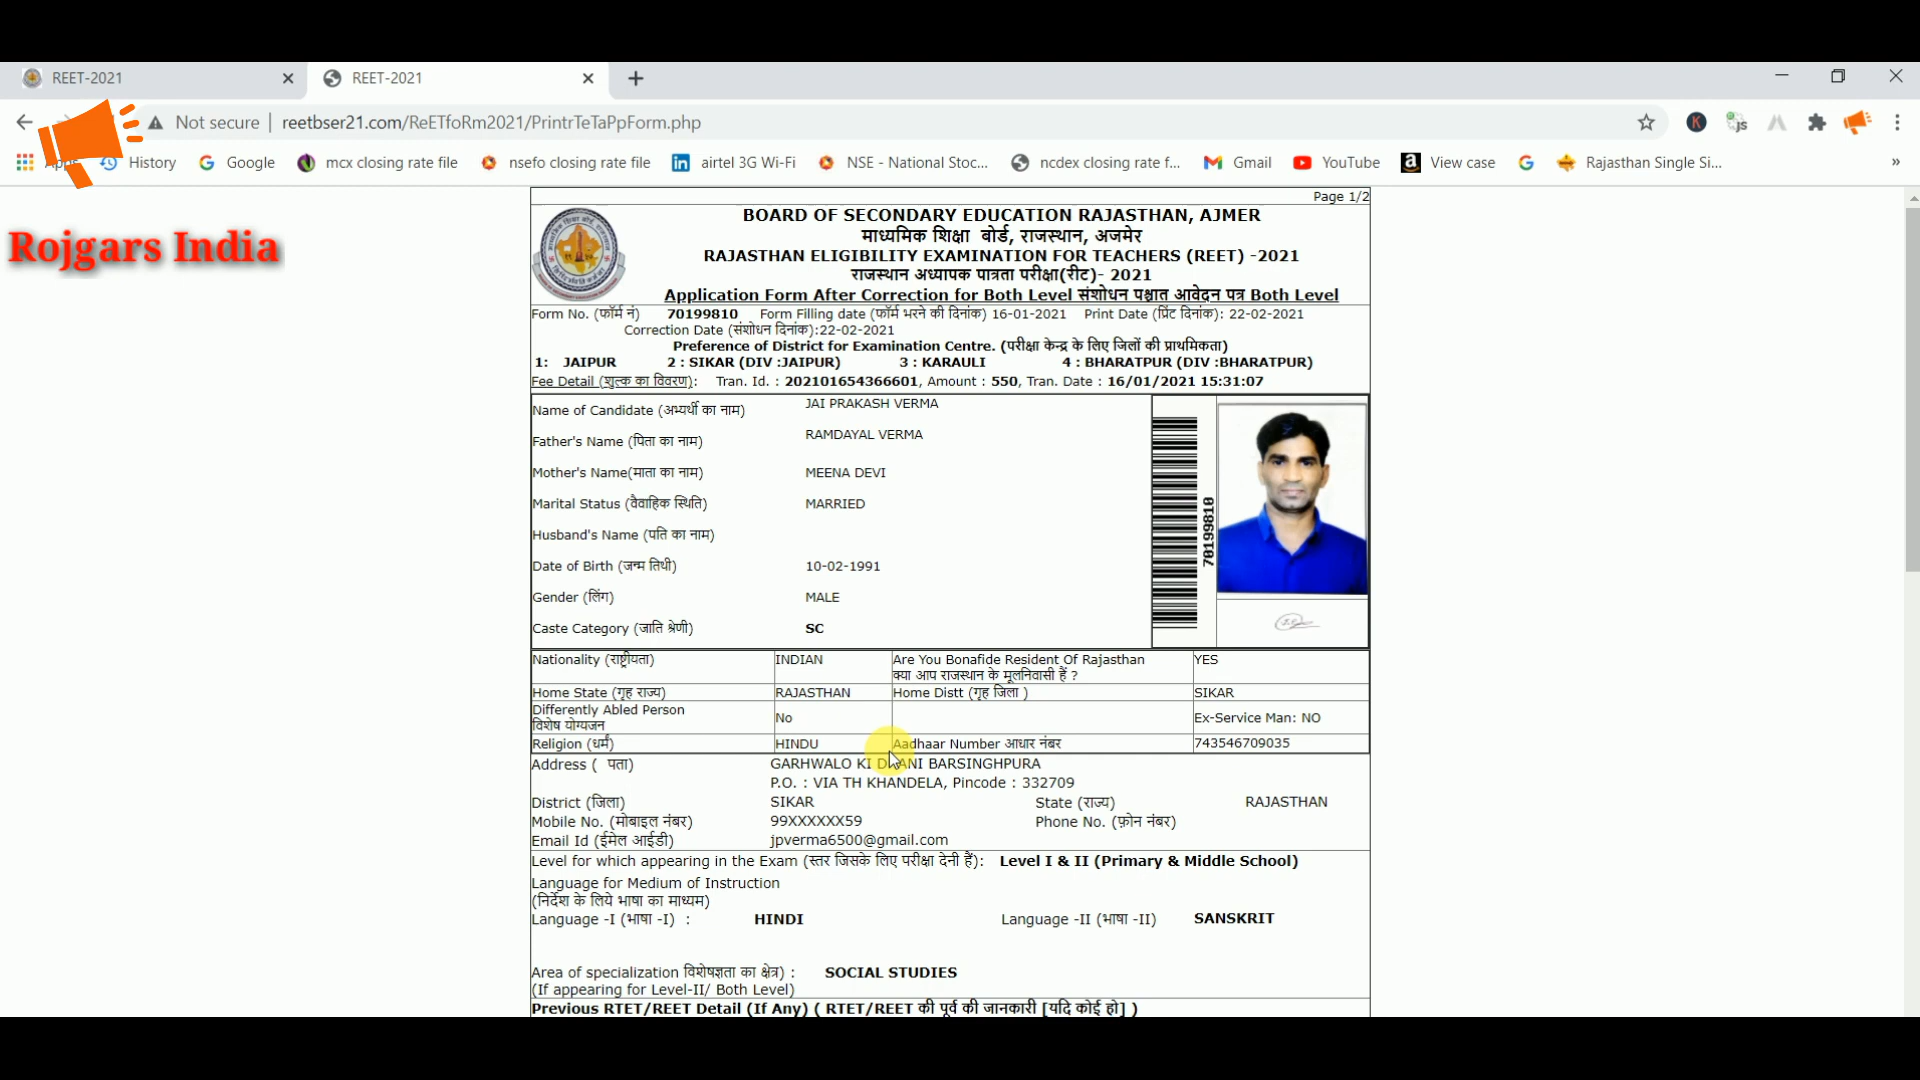 REET-2021
REET-2021
Not secure | reetbser21.com/ReETfoRm2021/PrintrTeTaPpForm.php
Apps History Google mcx closing rate file nsefo closing rate file airtel 3G Wi-Fi NSE - National Stoc... ncdex closing rate f... Gmail YouTube View case Rajasthan Single Si... »
Rojgars India
Page 1/2
BOARD OF SECONDARY EDUCATION RAJASTHAN, AJMER
माध्यमिक शिक्षा बोर्ड, राजस्थान, अजमेर
RAJASTHAN ELIGIBILITY EXAMINATION FOR TEACHERS (REET) -2021
राजस्थान अध्यापक पात्रता परीक्षा(रीट)- 2021
Application Form After Correction for Both Level संशोधन पश्चात आवेदन पत्र Both Level
Form No. (फॉर्म नं) 70199810 Form Filling date (फॉर्म भरने की दिनांक) 16-01-2021 Print Date (प्रिंट दिनांक): 22-02-2021
Correction Date (संशोधन दिनांक):22-02-2021
Preference of District for Examination Centre. (परीक्षा केन्द्र के लिए जिलों की प्राथमिकता)
1: JAIPUR 2 : SIKAR (DIV :JAIPUR) 3 : KARAULI 4 : BHARATPUR (DIV :BHARATPUR)
Fee Detail (शुल्क का विवरण): Tran. Id. : 202101654366601, Amount : 550, Tran. Date : 16/01/2021 15:31:07
Name of Candidate (अभ्यर्थी का नाम) JAI PRAKASH VERMA
Father's Name (पिता का नाम) RAMDAYAL VERMA
Mother's Name(माता का नाम) MEENA DEVI
Marital Status (वैवाहिक स्थिति) MARRIED
Husband's Name (पति का नाम)
Date of Birth (जन्म तिथी) 10-02-1991
Gender (लिंग) MALE
Caste Category (जाति श्रेणी) SC
70199810
Nationality (राष्ट्रीयता) INDIAN Are You Bonafide Resident Of Rajasthan YES
क्या आप राजस्थान के मूलनिवासी हैं ?
Home State (गृह राज्य) RAJASTHAN Home Distt (गृह जिला ) SIKAR
Differently Abled Person
विशेष योग्यजन No Ex-Service Man: NO
Religion (धर्म) HINDU Aadhaar Number आधार नंबर 743546709035
Address ( पता) GARHWALO KI DHANI BARSINGHPURA
P.O. : VIA TH KHANDELA, Pincode : 332709
District (जिला) SIKAR State (राज्य) RAJASTHAN
Mobile No. (मोबाइल नंबर) 99XXXXXX59 Phone No. (फ़ोन नंबर)
Email Id (ईमेल आईडी) jpverma6500@gmail.com
Level for which appearing in the Exam (स्तर जिसके लिए परीक्षा देनी हैं): Level I & II (Primary & Middle School)
Language for Medium of Instruction
(निर्देश के लिये भाषा का माध्यम)
Language -I (भाषा -I) : HINDI Language -II (भाषा -II) SANSKRIT
Area of specialization विशेषज्ञता का क्षेत्र) : SOCIAL STUDIES
(If appearing for Level-II/ Both Level)
Previous RTET/REET Detail (If Any) ( RTET/REET की पूर्व की जानकारी [यदि कोई हो] )